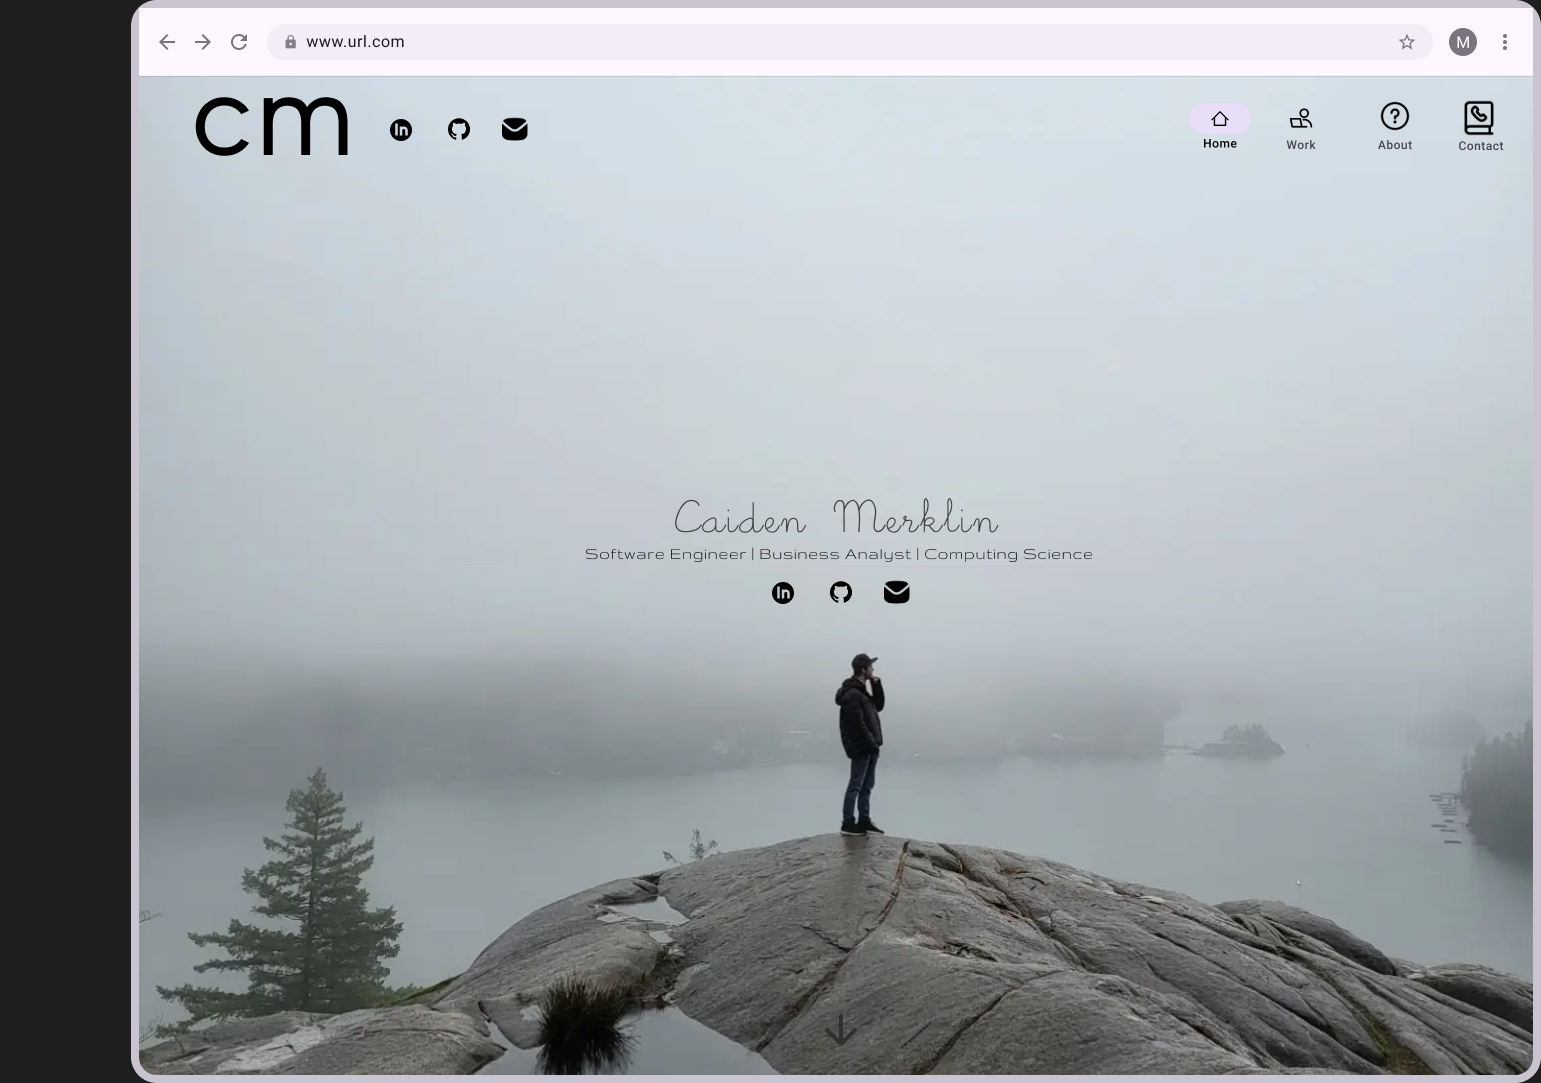 www.url.com
M
cm
in
Home
Work
?
About
Contact
Caiden Merklin
Software Engineer | Business Analyst | Computing Science
in